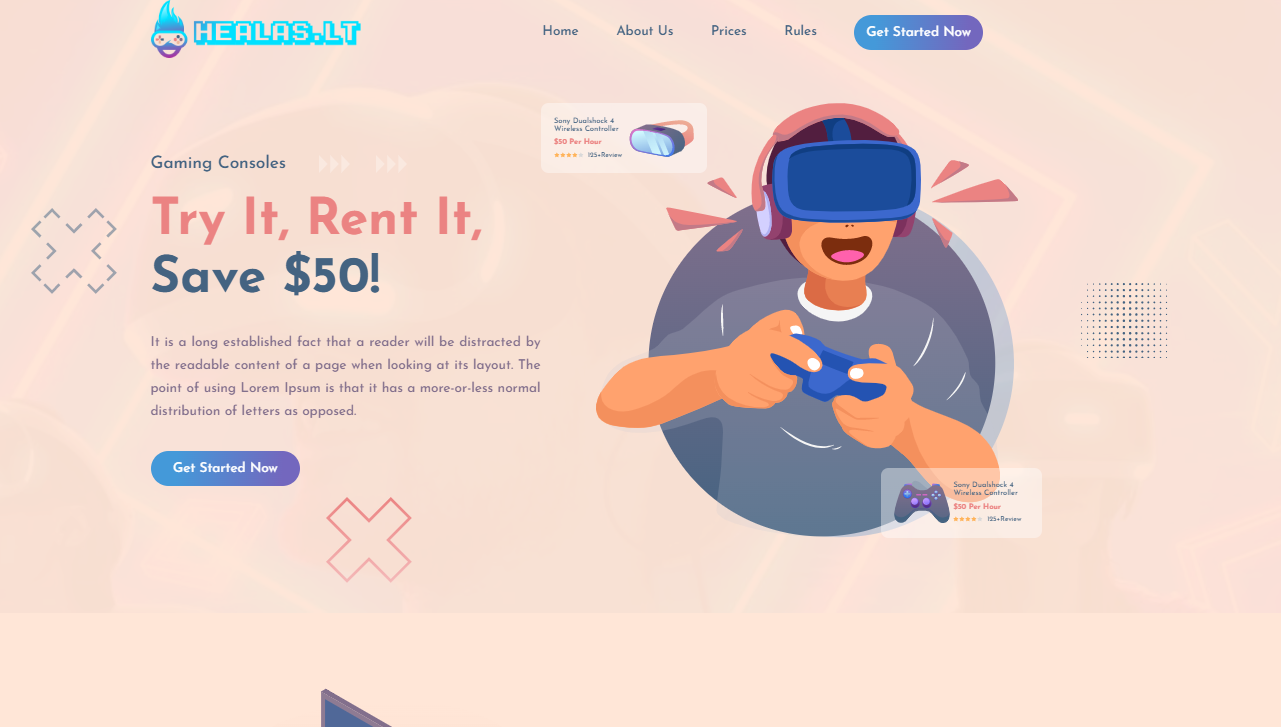 HEALAS.LT
Home
About Us
Prices
Rules
Get Started Now
Sony Dualshock 4
Wireless Controller
$50 Per Hour
125+Review
Gaming Consoles
Try It, Rent It,
Save $50!
It is a long established fact that a reader will be distracted by
the readable content of a page when looking at its layout. The
point of using Lorem Ipsum is that it has a more-or-less normal
distribution of letters as opposed.
Get Started Now
Sony Dualshock 4
Wireless Controller
$50 Per Hour
125+Review